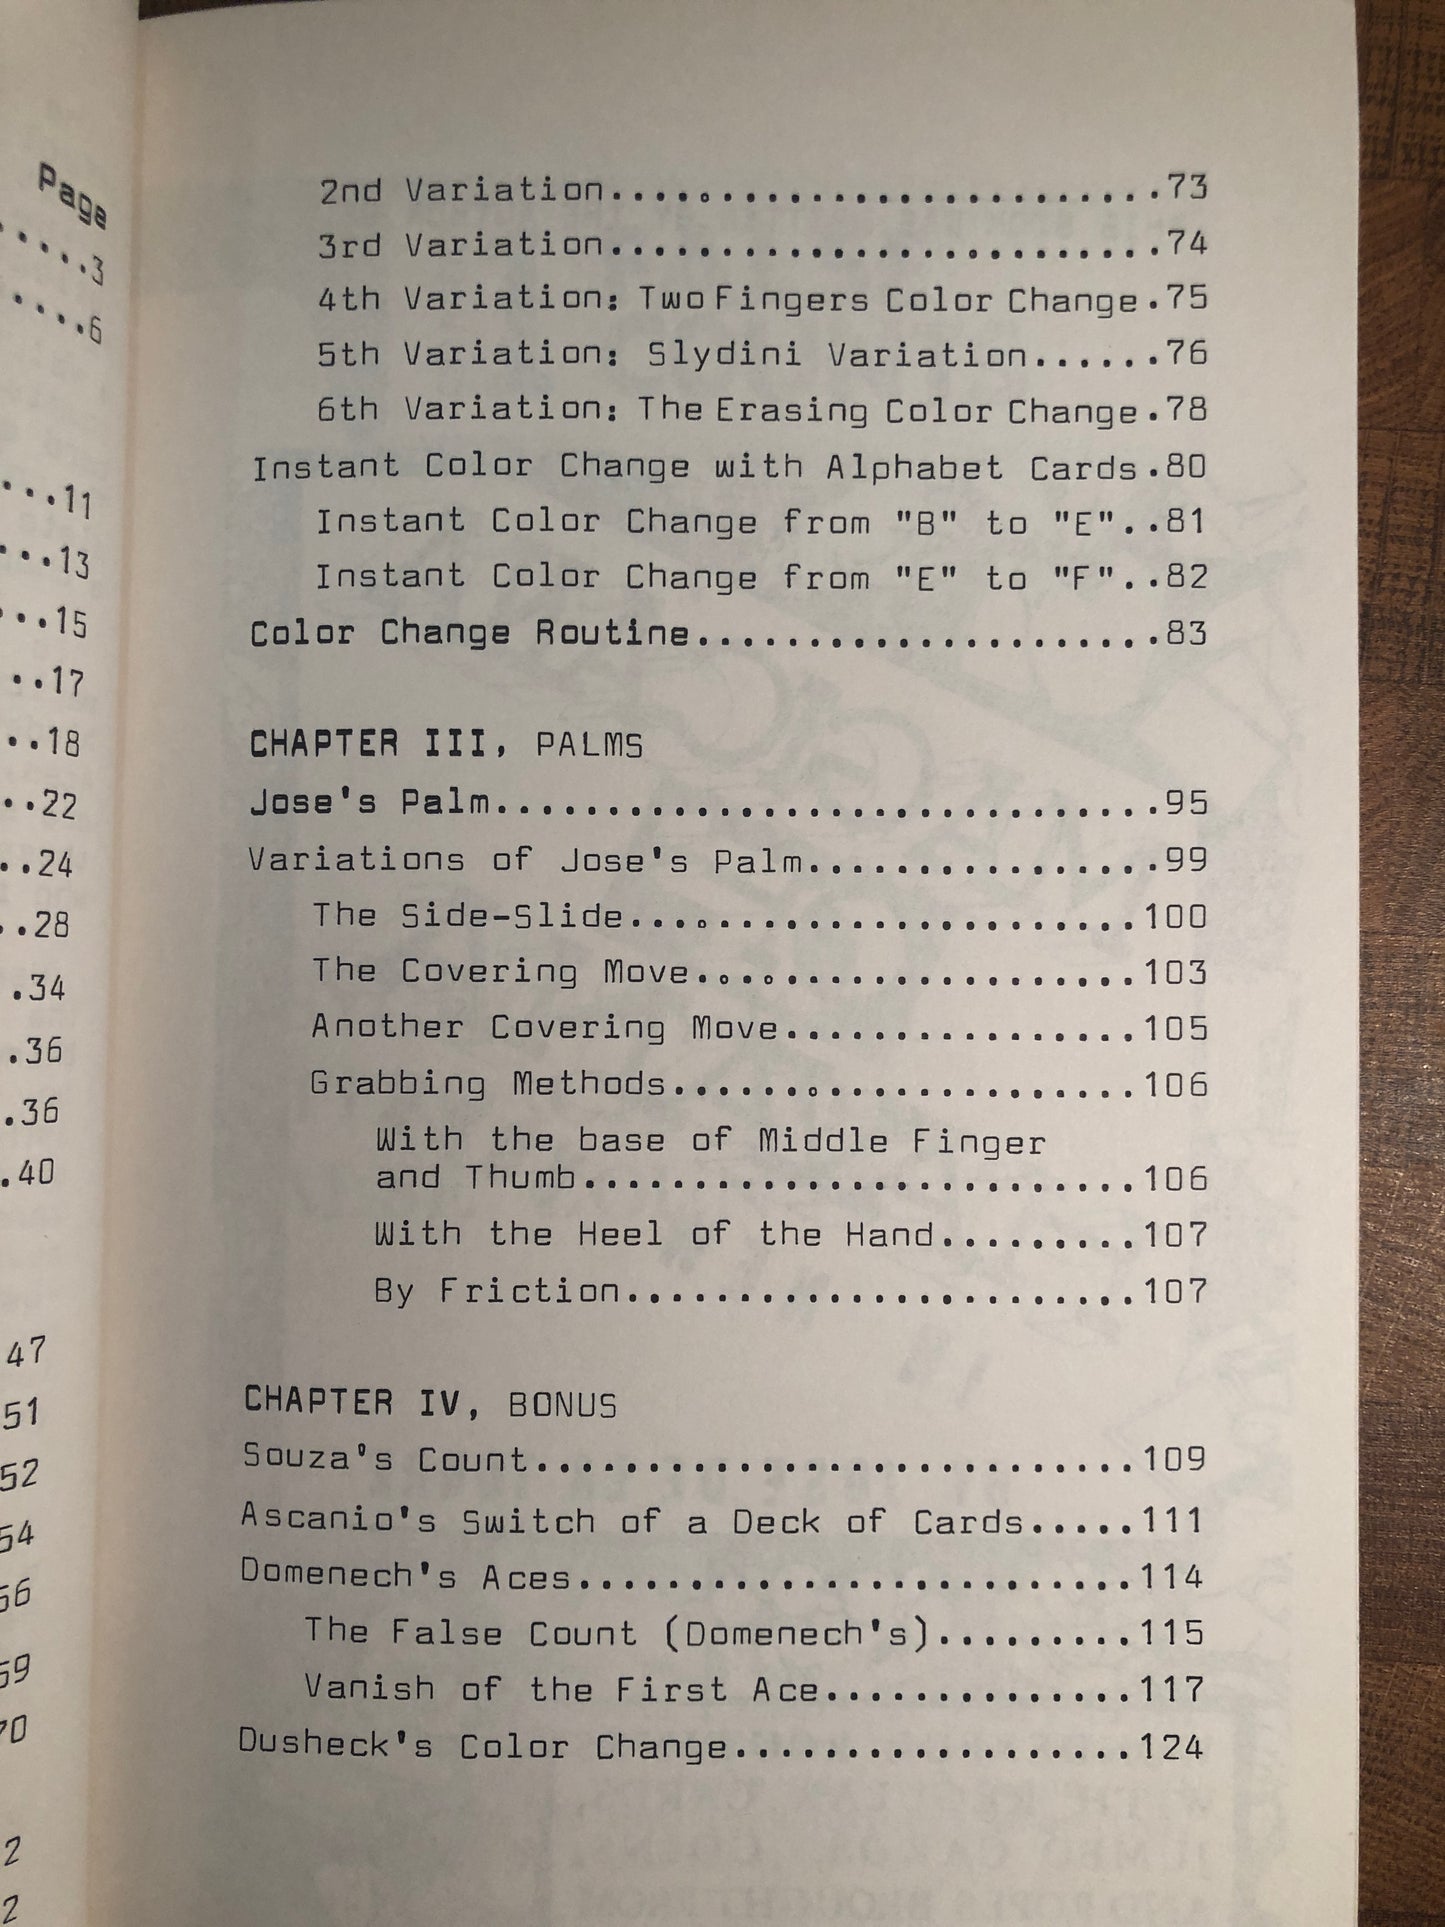 Page
.....3
....6
...11
...13
...15
..17
..18
..22
..24
..28
.34
.36
.36
.40
47
51
52
54
56
59
70
2
2
2nd Variation.........................73
3rd Variation.........................74
4th Variation: Two Fingers Color Change.75
5th Variation: Slydini Variation......76
6th Variation: The Erasing Color Change.78
Instant Color Change with Alphabet Cards.80
Instant Color Change from "B" to "E"..81
Instant Color Change from "E" to "F"..82
Color Change Routine.....................83
CHAPTER III, PALMS
Jose's Palm..............................95
Variations of Jose's Palm................99
The Side-Slide.......................100
The Covering Move....................103
Another Covering Move................105
Grabbing Methods.....................106
With the base of Middle Finger
and Thumb.........................106
With the Heel of the Hand.........107
By Friction.......................107
CHAPTER IV, BONUS
Souza's Count...........................109
Ascanio's Switch of a Deck of Cards.....111
Domenech's Aces.........................114
The False Count (Domenech's).........115
Vanish of the First Ace..............117
Dusheck's Color Change..................124